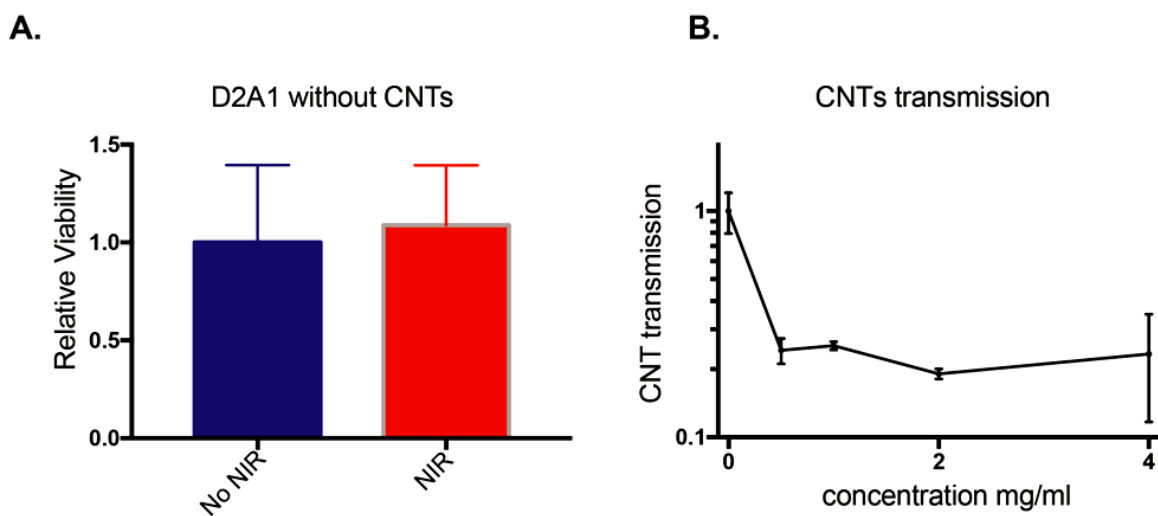 A.
D2A1 without CNTs
Relative Viability
1.5
1.0
0.5
0.0
No NIR
NIR
B.
CNTs transmission
CNT transmission
1
0.1
0
2
4
concentration mg/ml